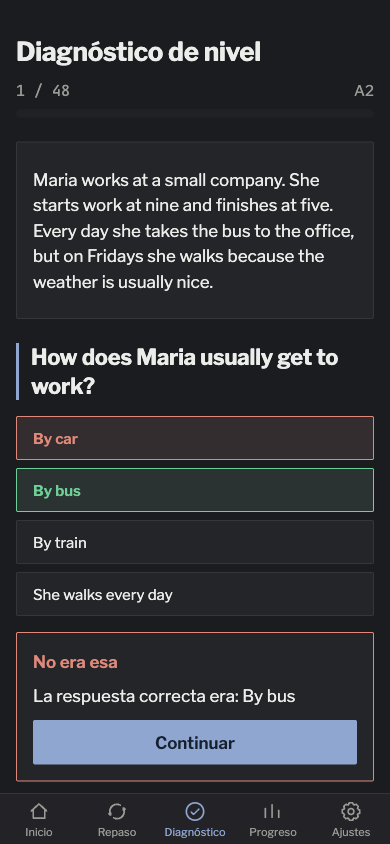 Diagnóstico de nivel
1 / 48
A2
Maria works at a small company. She
starts work at nine and finishes at five.
Every day she takes the bus to the office,
but on Fridays she walks because the
weather is usually nice.
How does Maria usually get to
work?
By car
By bus
By train
She walks every day
No era esa
La respuesta correcta era: By bus
Continuar
Inicio
Repaso
Diagnóstico
Progreso
Ajustes